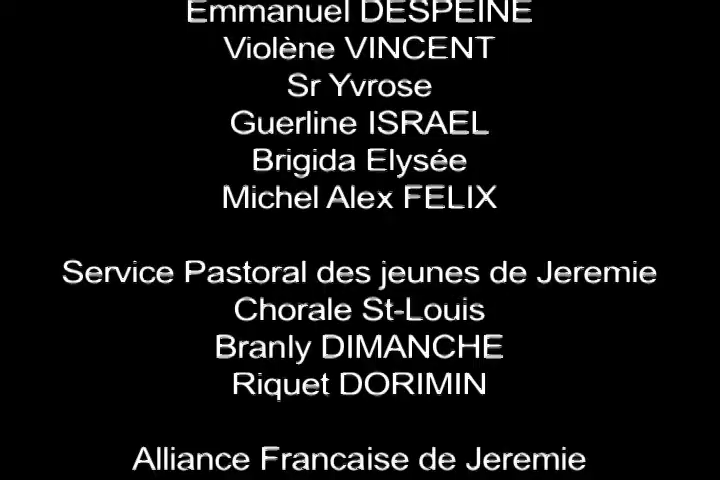 Emmanuel DESPEINE
Violène VINCENT
Sr Yvrose
Guerline ISRAEL
Brigida Elysée
Michel Alex FELIX
Service Pastoral des jeunes de Jeremie
Chorale St-Louis
Branly DIMANCHE
Riquet DORIMIN
Alliance Francaise de Jeremie